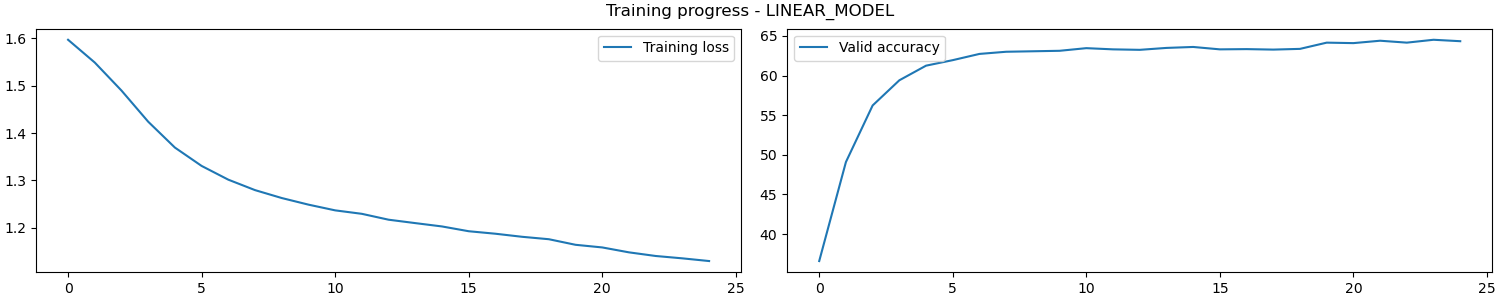 Training progress - LINEAR_MODEL
Training loss
1.6
1.5
1.4
1.3
1.2
0 5 10 15 20 25
Valid accuracy
65
60
55
50
45
40
0 5 10 15 20 25